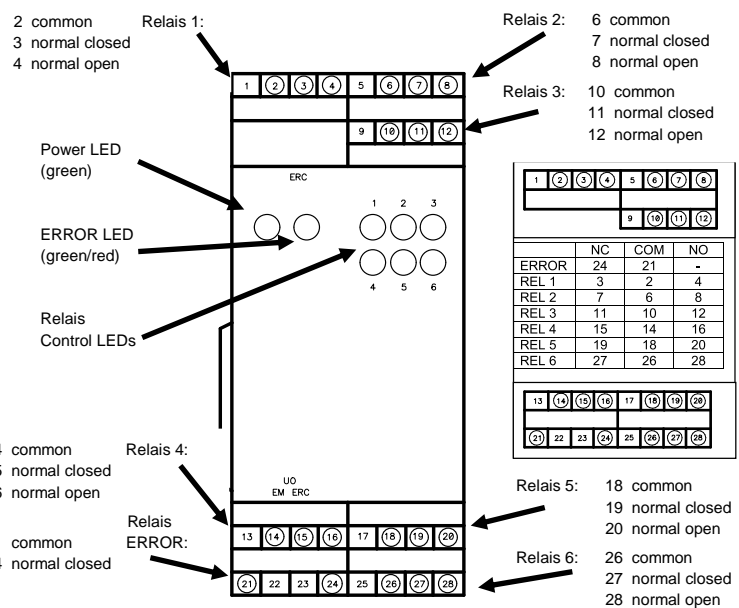 2 common
3 normal closed
4 normal open
Relais 1:
Relais 2:
6 common
7 normal closed
8 normal open
Relais 3:
10 common
11 normal closed
12 normal open
1 2 3 4 5 6 7 8
9 10 11 12
ERC
Power LED
(green)
ERROR LED
(green/red)
Relais
Control LEDs
1 2 3
4 5 6
1 2 3 4 5 6 7 8
9 10 11 12
NC COM NO
ERROR 24 21 -
REL 1 3 2 4
REL 2 7 6 8
REL 3 11 10 12
REL 4 15 14 16
REL 5 19 18 20
REL 6 27 26 28
13 14 15 16 17 18 19 20
21 22 23 24 25 26 27 28
common
normal closed
normal open
Relais 4:
common
normal closed
Relais
ERROR:
UO
EM ERC
13 14 15 16 17 18 19 20
21 22 23 24 25 26 27 28
Relais 5:
18 common
19 normal closed
20 normal open
Relais 6:
26 common
27 normal closed
28 normal open